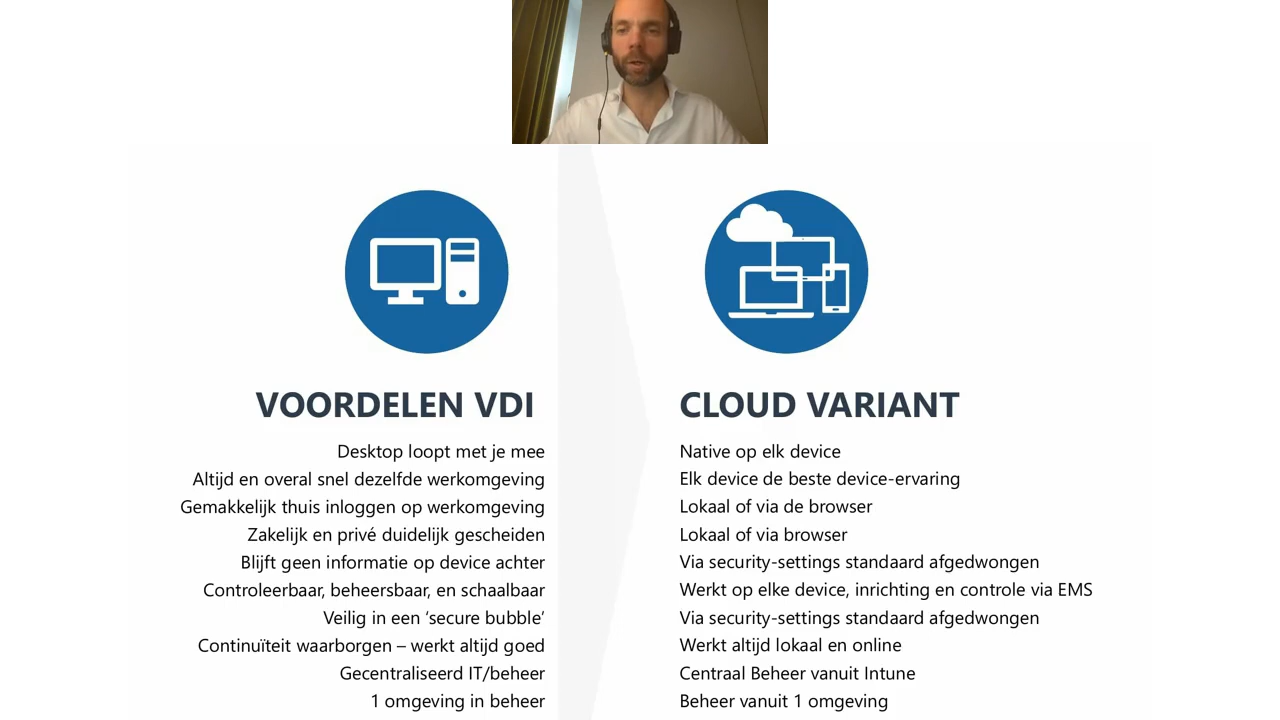 VOORDELEN VDI
Desktop loopt met je mee
Altijd en overal snel dezelfde werkomgeving
Gemakkelijk thuis inloggen op werkomgeving
Zakelijk en privé duidelijk gescheiden
Blijft geen informatie op device achter
Controleerbaar, beheersbaar, en schaalbaar
Veilig in een ‘secure bubble’
Continuïteit waarborgen – werkt altijd goed
Gecentraliseerd IT/beheer
1 omgeving in beheer
CLOUD VARIANT
Native op elk device
Elk device de beste device-ervaring
Lokaal of via de browser
Lokaal of via browser
Via security-settings standaard afgedwongen
Werkt op elke device, inrichting en controle via EMS
Via security-settings standaard afgedwongen
Werkt altijd lokaal en online
Centraal Beheer vanuit Intune
Beheer vanuit 1 omgeving